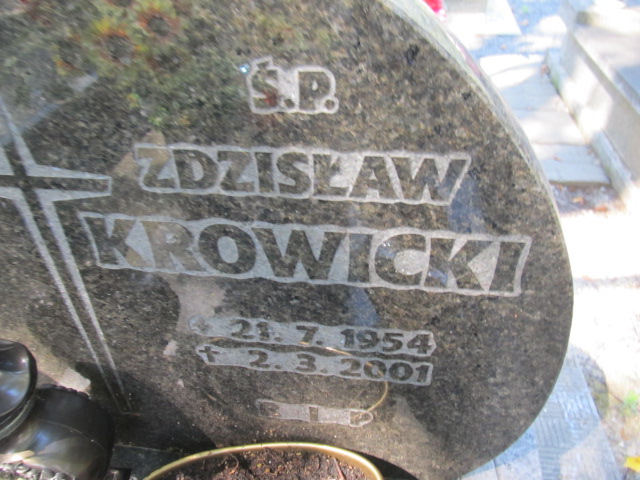 Ś.P.
ZDZISŁAW
KROWICKI
* 21. 7. 1954
+ 2. 3. 2001
R I P